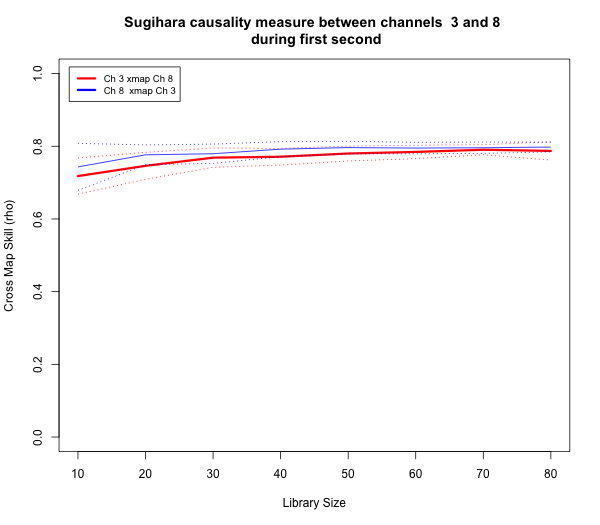 Sugihara causality measure between channels  3 and 8
during first second
Ch 3 xmap Ch 8
Ch 8  xmap Ch 3
Cross Map Skill (rho)
1.0
0.8
0.6
0.4
0.2
0.0
10 20 30 40 50 60 70 80
Library Size